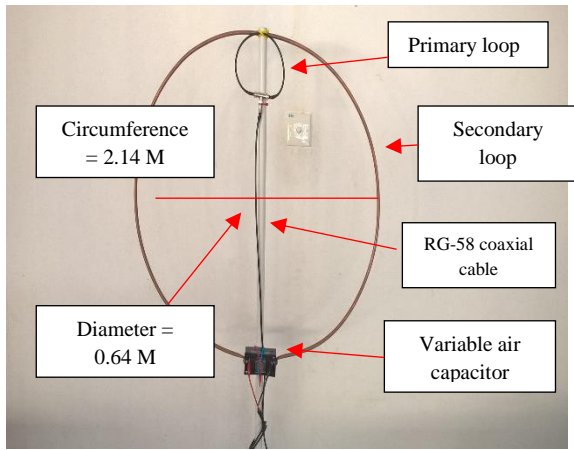 Primary loop
Circumference
= 2.14 M
Secondary
loop
RG-58 coaxial
cable
Diameter =
0.64 M
Variable air
capacitor